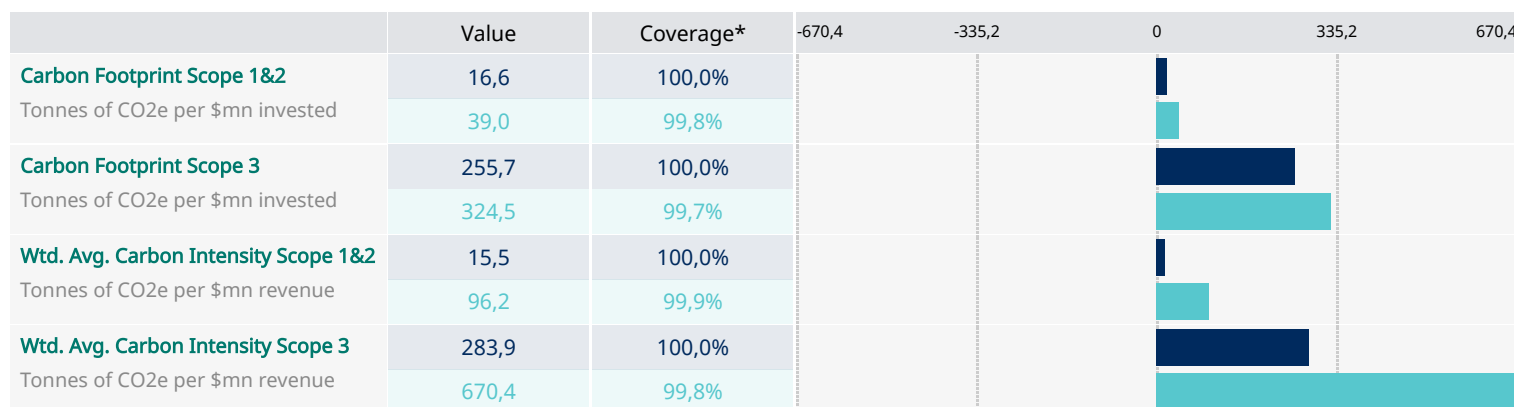 Value Coverage* -670,4 -335,2 0 335,2 670,4
Carbon Footprint Scope 1&2 16,6 100,0%
Tonnes of CO2e per $mn invested 39,0 99,8%
Carbon Footprint Scope 3 255,7 100,0%
Tonnes of CO2e per $mn invested 324,5 99,7%
Wtd. Avg. Carbon Intensity Scope 1&2 15,5 100,0%
Tonnes of CO2e per $mn revenue 96,2 99,9%
Wtd. Avg. Carbon Intensity Scope 3 283,9 100,0%
Tonnes of CO2e per $mn revenue 670,4 99,8%